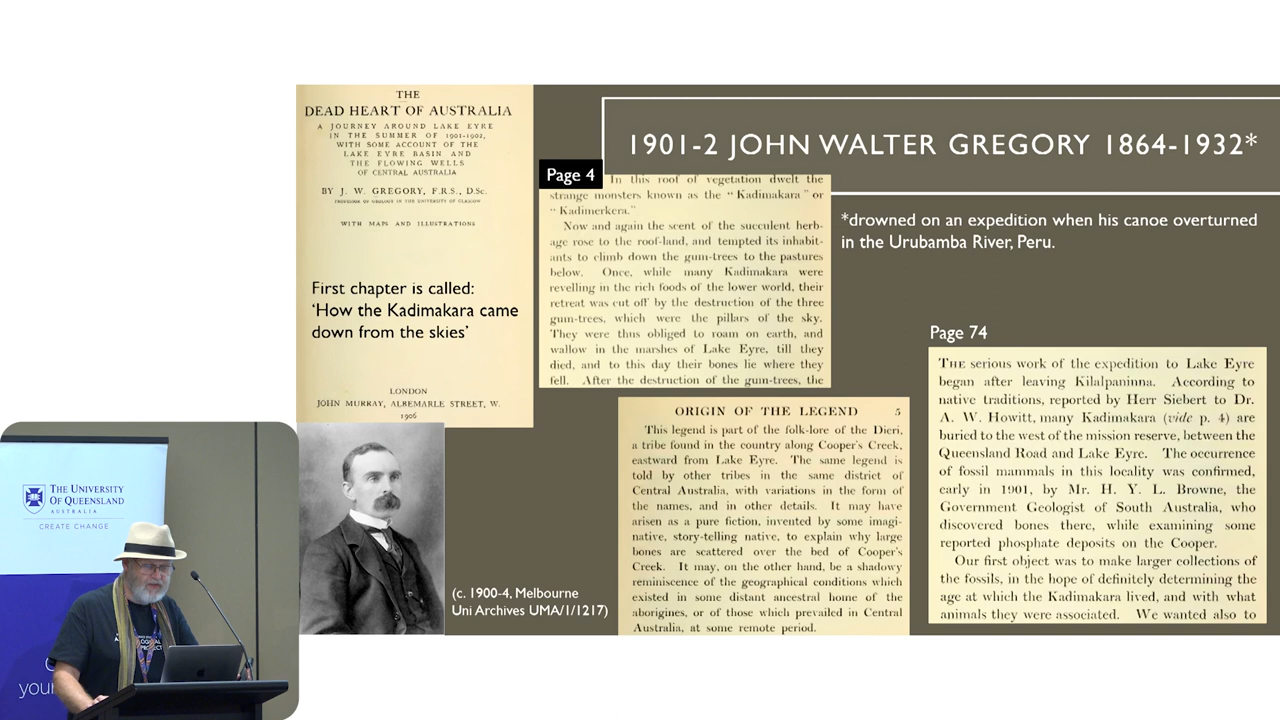 THE
DEAD HEART OF AUSTRALIA
A JOURNEY AROUND LAKE EYRE
IN THE SUMMER OF 1901-1902,
WITH SOME ACCOUNT OF THE
LAKE EYRE BASIN AND
THE FLOWING WELLS
OF CENTRAL AUSTRALIA
BY J. W. GREGORY, F.R.S., D.Sc.
PROFESSOR OF GEOLOGY IN THE UNIVERSITY OF GLASGOW
WITH MAPS AND ILLUSTRATIONS
First chapter is called:
‘How the Kadimakara came
down from the skies’
LONDON
JOHN MURRAY, ALBEMARLE STREET, W.
1906
1901-2 JOHN WALTER GREGORY 1864-1932*
*drowned on an expedition when his canoe overturned
in the Urubamba River, Peru.
Page 4
In this roof of vegetation dwelt the
strange monsters known as the “Kadimakara” or
“Kadimerkera.”
Now and again the scent of the succulent herb-
age rose to the roof-land, and tempted its inhabit-
ants to climb down the gum-trees to the pastures
below. Once, while many Kadimakara were
revelling in the rich foods of the lower world, their
retreat was cut off by the destruction of the three
gum-trees, which were the pillars of the sky.
They were thus obliged to roam on earth, and
wallow in the marshes of Lake Eyre, till they
died, and to this day their bones lie where they
fell. After the destruction of the gum-trees, the
ORIGIN OF THE LEGEND 5
This legend is part of the folk-lore of the Dieri,
a tribe found in the country along Cooper's Creek,
eastward from Lake Eyre. The same legend is
told by other tribes in the same district of
Central Australia, with variations in the form of
the names, and in other details. It may have
arisen as a pure fiction, invented by some imagi-
native, story-telling native, to explain why large
bones are scattered over the bed of Cooper's
Creek. It may, on the other hand, be a shadowy
reminiscence of the geographical conditions which
existed in some distant ancestral home of the
aborigines, or of those which prevailed in Central
Australia, at some remote period.
Page 74
THE serious work of the expedition to Lake Eyre
began after leaving Kilalpaninna. According to
native traditions, reported by Herr Siebert to Dr.
A. W. Howitt, many Kadimakara (vide p. 4) are
buried to the west of the mission reserve, between the
Queensland Road and Lake Eyre. The occurrence
of fossil mammals in this locality was confirmed,
early in 1901, by Mr. H. Y. L. Browne, the
Government Geologist of South Australia, who
discovered bones there, while examining some
reported phosphate deposits on the Cooper.
Our first object was to make larger collections of
the fossils, in the hope of definitely determining the
age at which the Kadimakara lived, and with what
animals they were associated. We wanted also to
(c. 1900-4, Melbourne
Uni Archives UMA/1/1217)
THE UNIVERSITY
OF QUEENSLAND
AUSTRALIA
CREATE CHANGE